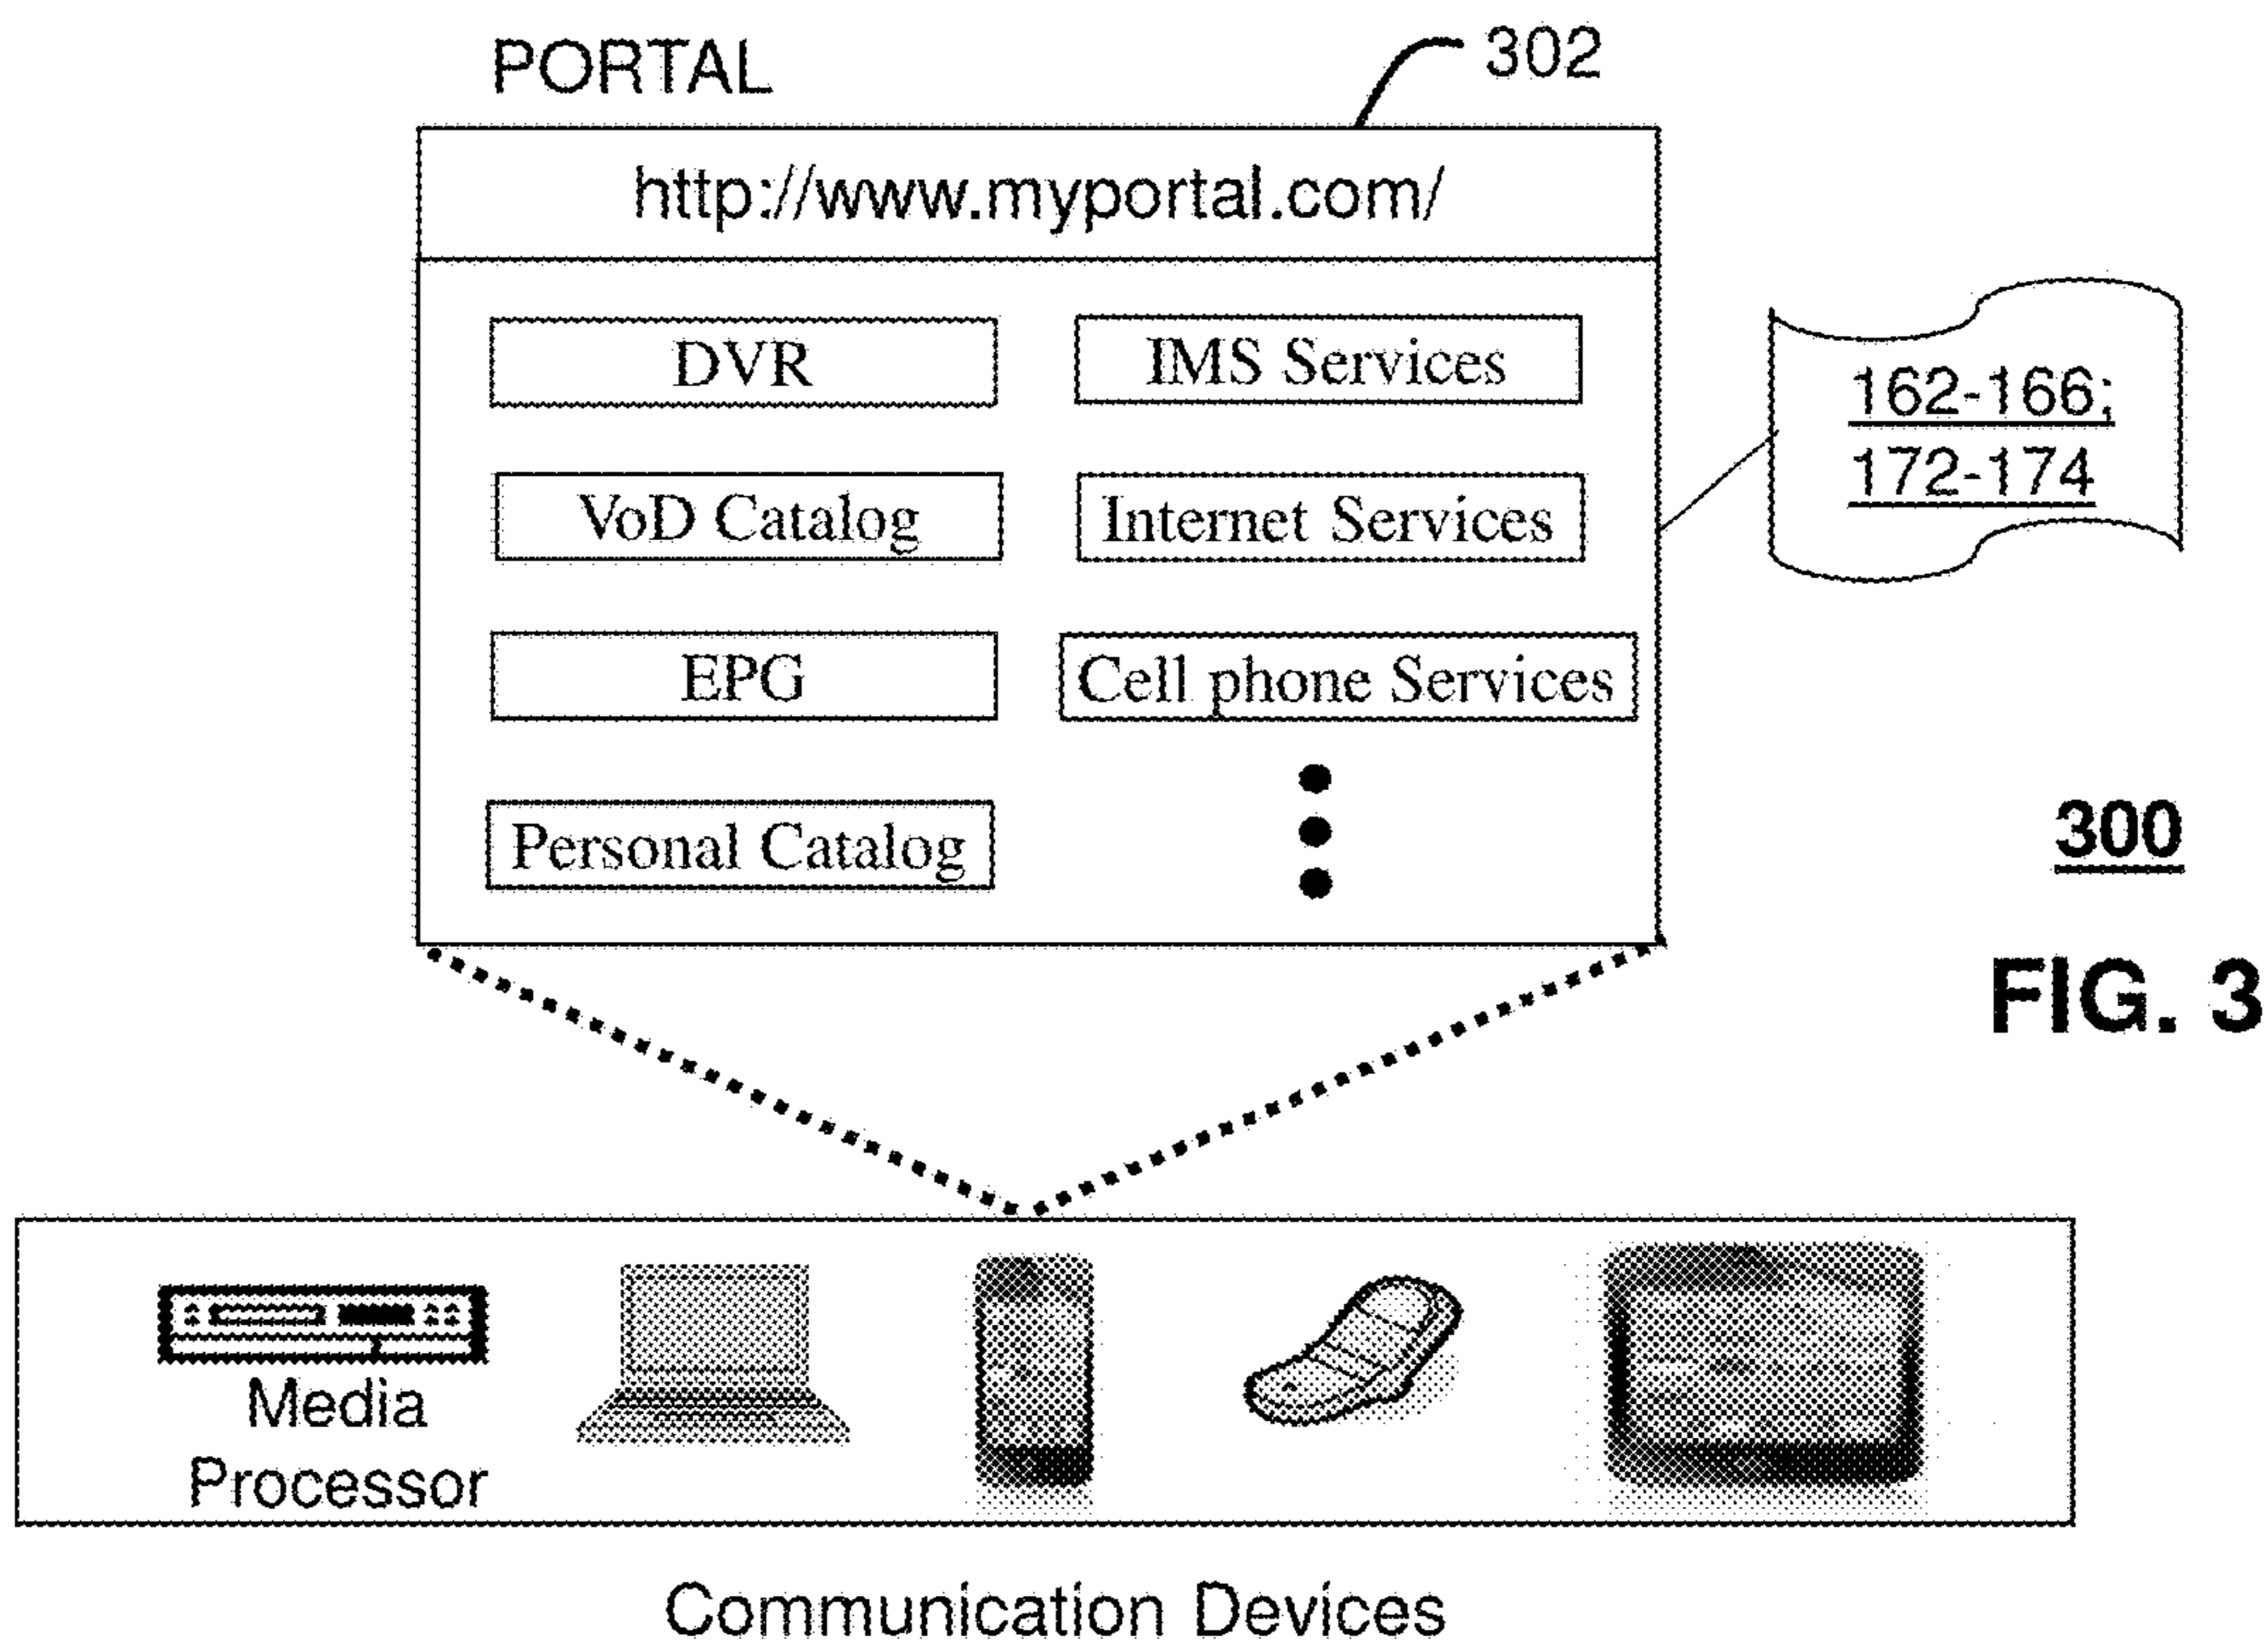 PORTAL
302
http://www.myportal.com/
DVR
IMS Services
VoD Catalog
Internet Services
EPG
Cell phone Services
Personal Catalog
162-166;
172-174
300
FIG. 3
Media
Processor
Communication Devices